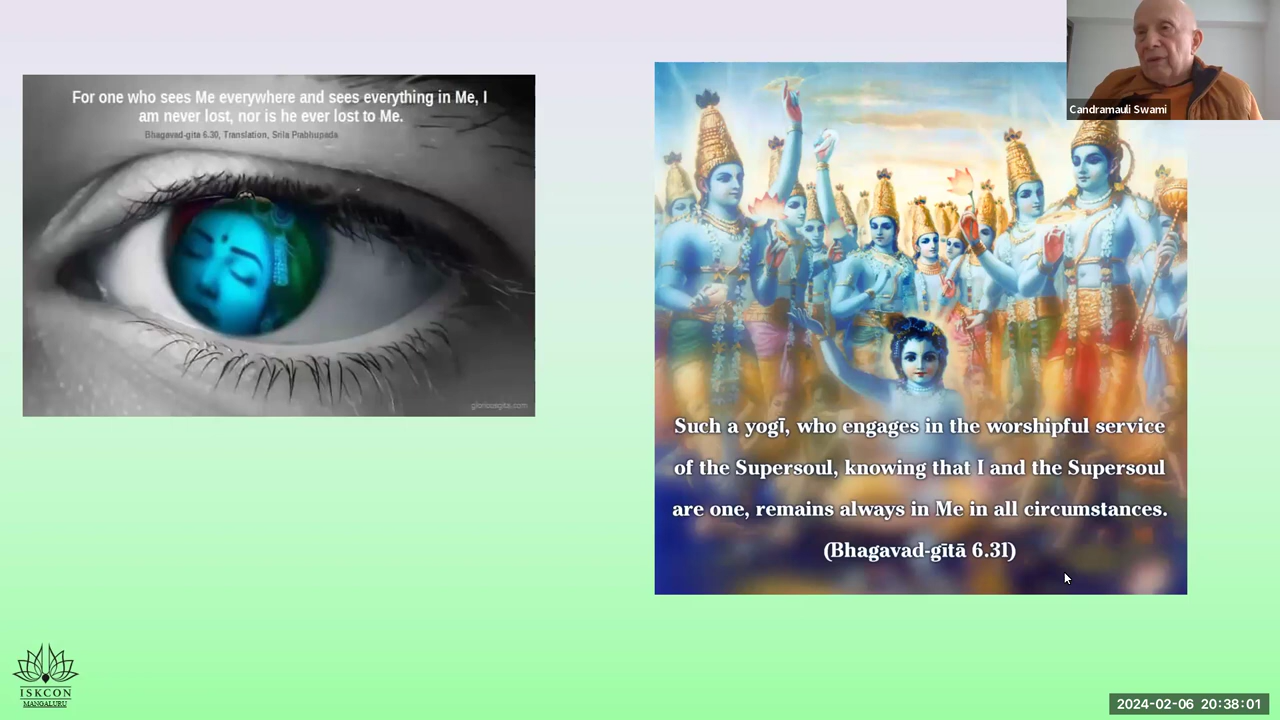 For one who sees Me everywhere and sees everything in Me, I
am never lost, nor is he ever lost to Me.
Bhagavad-gita 6.30, Translation, Srila Prabhupada
Candramauli Swami
Such a yogī, who engages in the worshipful service
of the Supersoul, knowing that I and the Supersoul
are one, remains always in Me in all circumstances.
(Bhagavad-gītā 6.31)
ISKCON
MANGALURU
2024-02-06 20:38:01